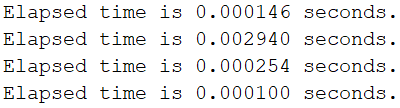 Elapsed time is 0.000146 seconds.
Elapsed time is 0.002940 seconds.
Elapsed time is 0.000254 seconds.
Elapsed time is 0.000100 seconds.